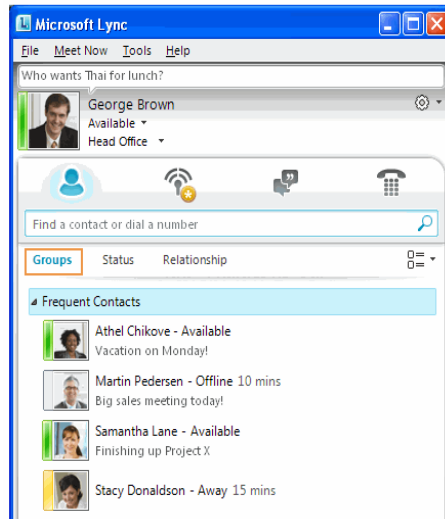 Microsoft Lync
File Meet Now Tools Help
Who wants Thai for lunch?
George Brown
Available
Head Office
Find a contact or dial a number
Groups Status Relationship
Frequent Contacts
Athel Chikove - Available
Vacation on Monday!
Martin Pedersen - Offline 10 mins
Big sales meeting today!
Samantha Lane - Available
Finishing up Project X
Stacy Donaldson - Away 15 mins